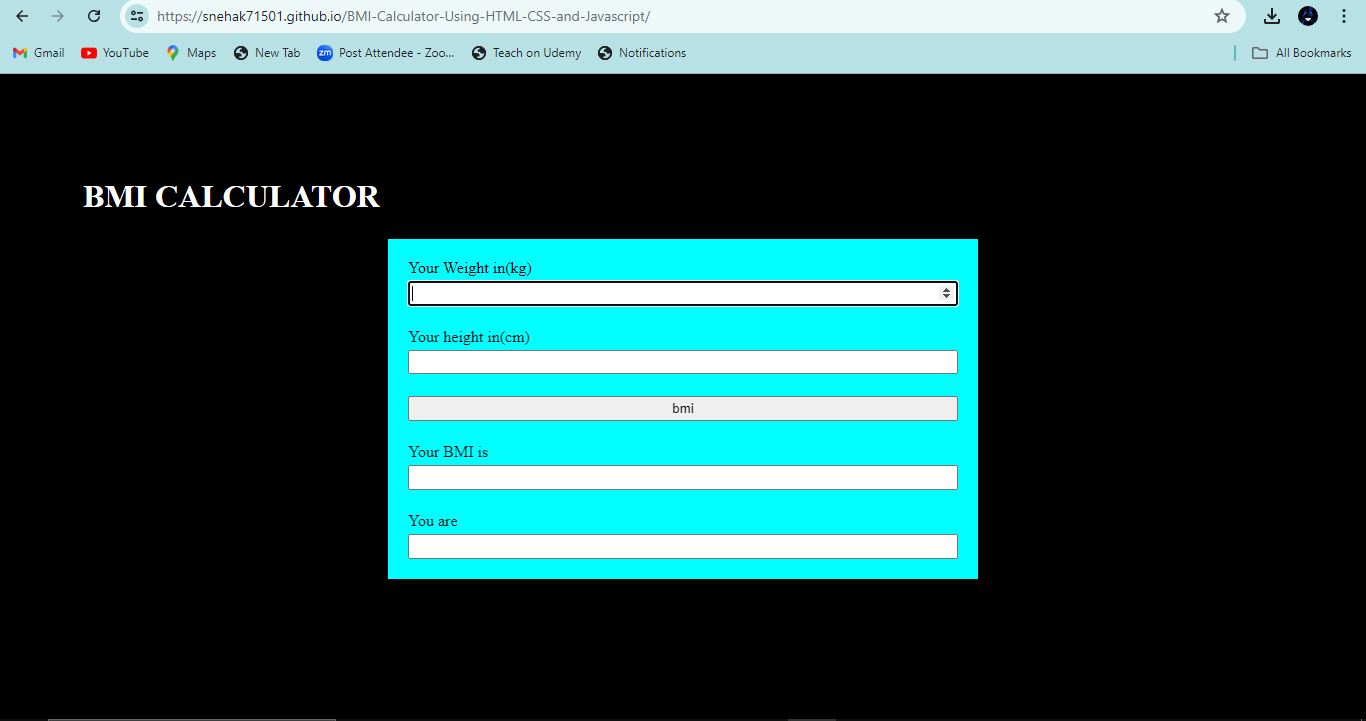 https://snehak71501.github.io/BMI-Calculator-Using-HTML-CSS-and-Javascript/
Gmail YouTube Maps New Tab zm Post Attendee - Zoo... Teach on Udemy Notifications All Bookmarks
BMI CALCULATOR
Your Weight in(kg)
Your height in(cm)
bmi
Your BMI is
You are